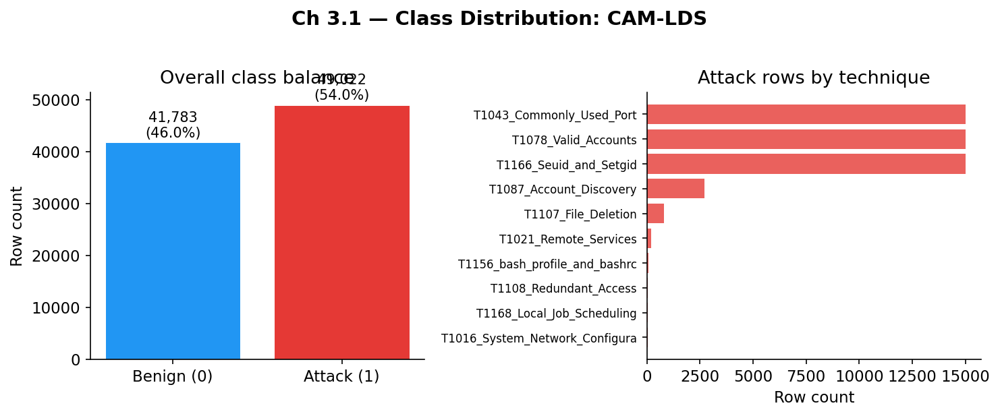 Ch 3.1 — Class Distribution: CAM-LDS
Overall class balance
49,022
(54.0%)
41,783
(46.0%)
50000
40000
30000
20000
10000
0
Row count
Benign (0)
Attack (1)
Attack rows by technique
T1043_Commonly_Used_Port
T1078_Valid_Accounts
T1166_Seuid_and_Setgid
T1087_Account_Discovery
T1107_File_Deletion
T1021_Remote_Services
T1156_bash_profile_and_bashrc
T1108_Redundant_Access
T1168_Local_Job_Scheduling
T1016_System_Network_Configura
0 2500 5000 7500 10000 12500 15000
Row count